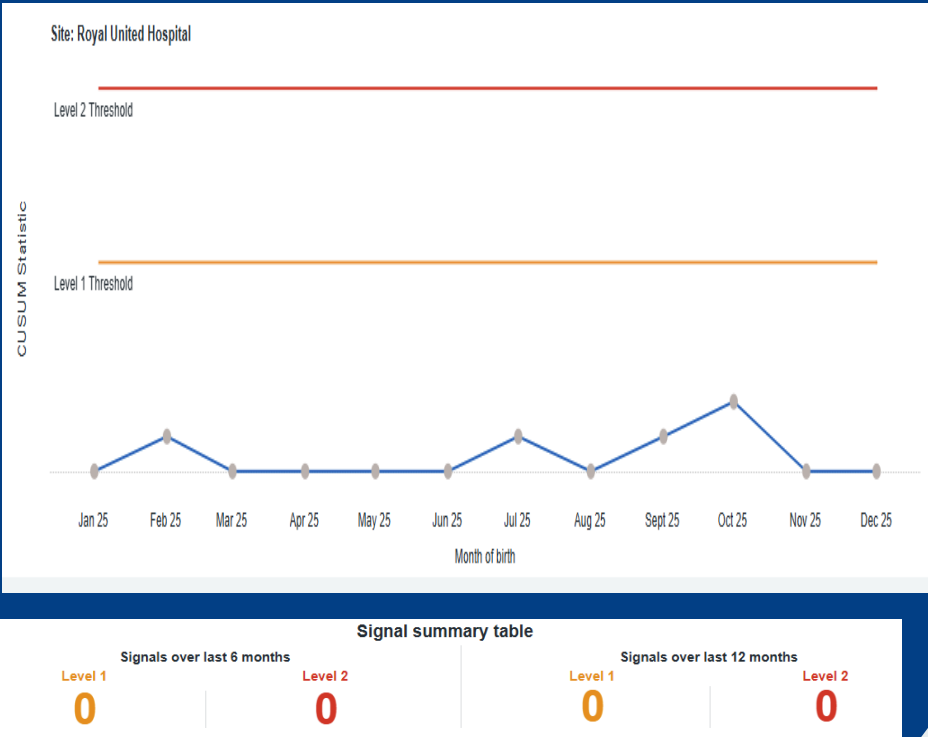 Site: Royal United Hospital
Level 2 Threshold
CUSUM Statistic
Level 1 Threshold
Jan 25 Feb 25 Mar 25 Apr 25 May 25 Jun 25 Jul 25 Aug 25 Sept 25 Oct 25 Nov 25 Dec 25
Month of birth
Signal summary table
Signals over last 6 months Signals over last 12 months
Level 1 Level 2 Level 1 Level 2
0 0 0 0